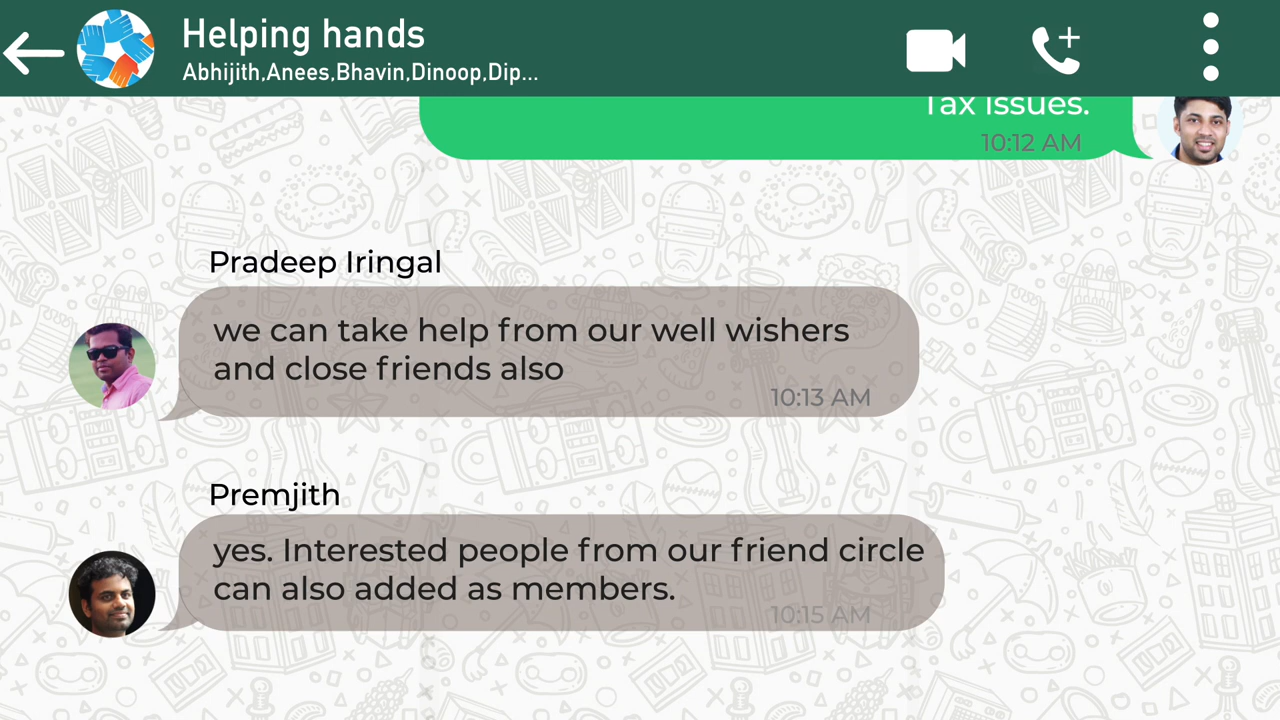 Helping hands
Abhijith,Anees,Bhavin,Dinoop,Dip...
Tax issues.
10:12 AM
Pradeep Iringal
we can take help from our well wishers
and close friends also
10:13 AM
Premjith
yes. Interested people from our friend circle
can also added as members.
10:15 AM